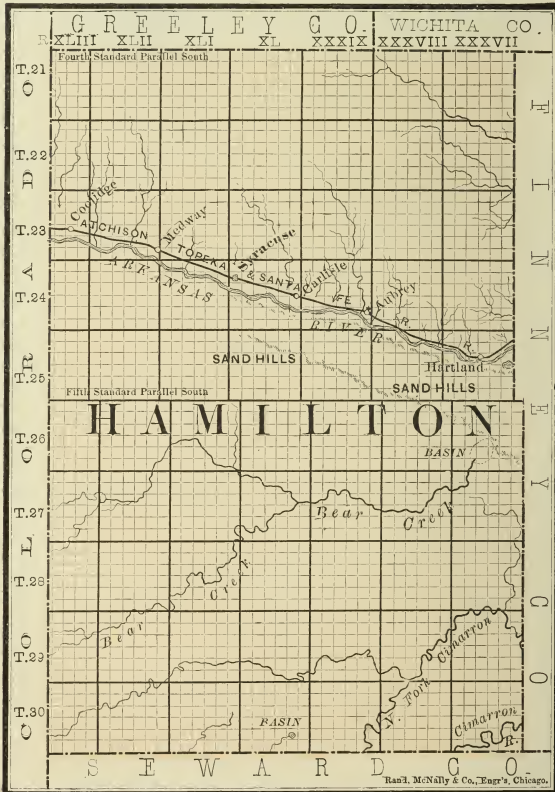 GREELEY CO. WICHITA CO.
R. XLIII XLII XLI XL XXXIX XXXVIII XXXVII
Fourth Standard Parallel South
T.21
T.22
Coolidge
T.23
ATCHISON
Medway
TOPEKA
Syracuse
& SANTA
Carlisle
FE
Aubrey
R.
R.
ARKANSAS
RIVER
T.24
Hartland
SAND HILLS
SAND HILLS
T.25
Fifth Standard Parallel South
HAMILTON
T.26
BASIN
T.27
Bear Creek
T.28
Bear Creek
T.29
N. Fork Cimarron
T.30
BASIN
Cimarron R.
COLORADO
FINNEY CO.
SEWARD CO.
Rand, McNally & Co., Engr's, Chicago.